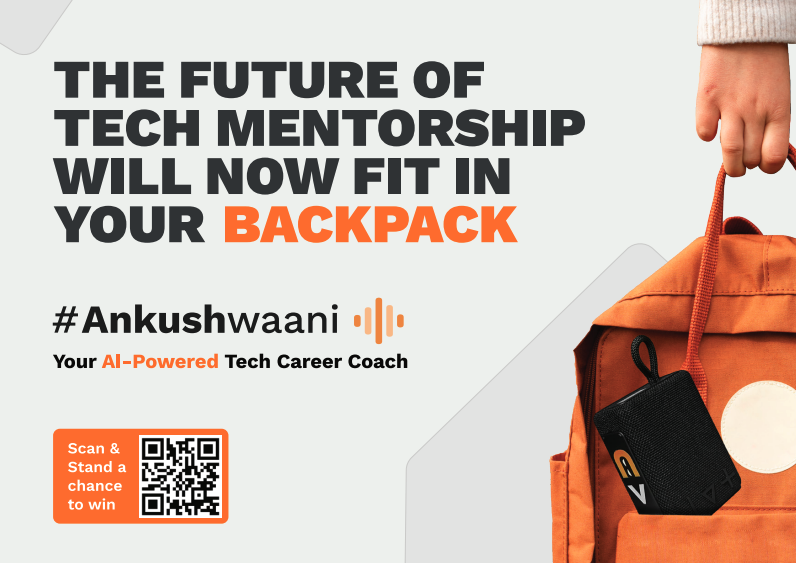 THE FUTURE OF
TECH MENTORSHIP
WILL NOW FIT IN
YOUR BACKPACK
#Ankushwaani
Your AI-Powered Tech Career Coach
Scan &
Stand a
chance
to win